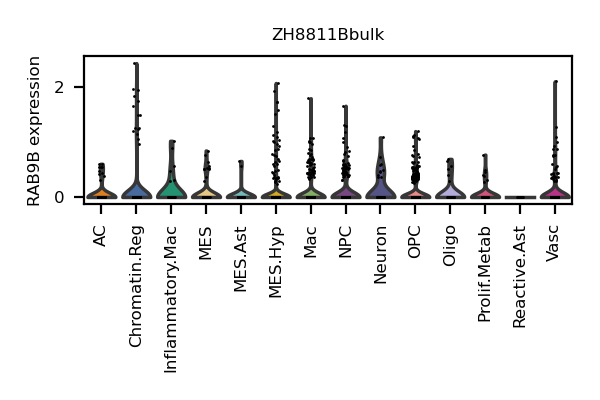 ZH8811Bbulk
RAB9B expression
2
0
AC
Chromatin.Reg
Inflammatory.Mac
MES
MES.Ast
MES.Hyp
Mac
NPC
Neuron
OPC
Oligo
Prolif.Metab
Reactive.Ast
Vasc